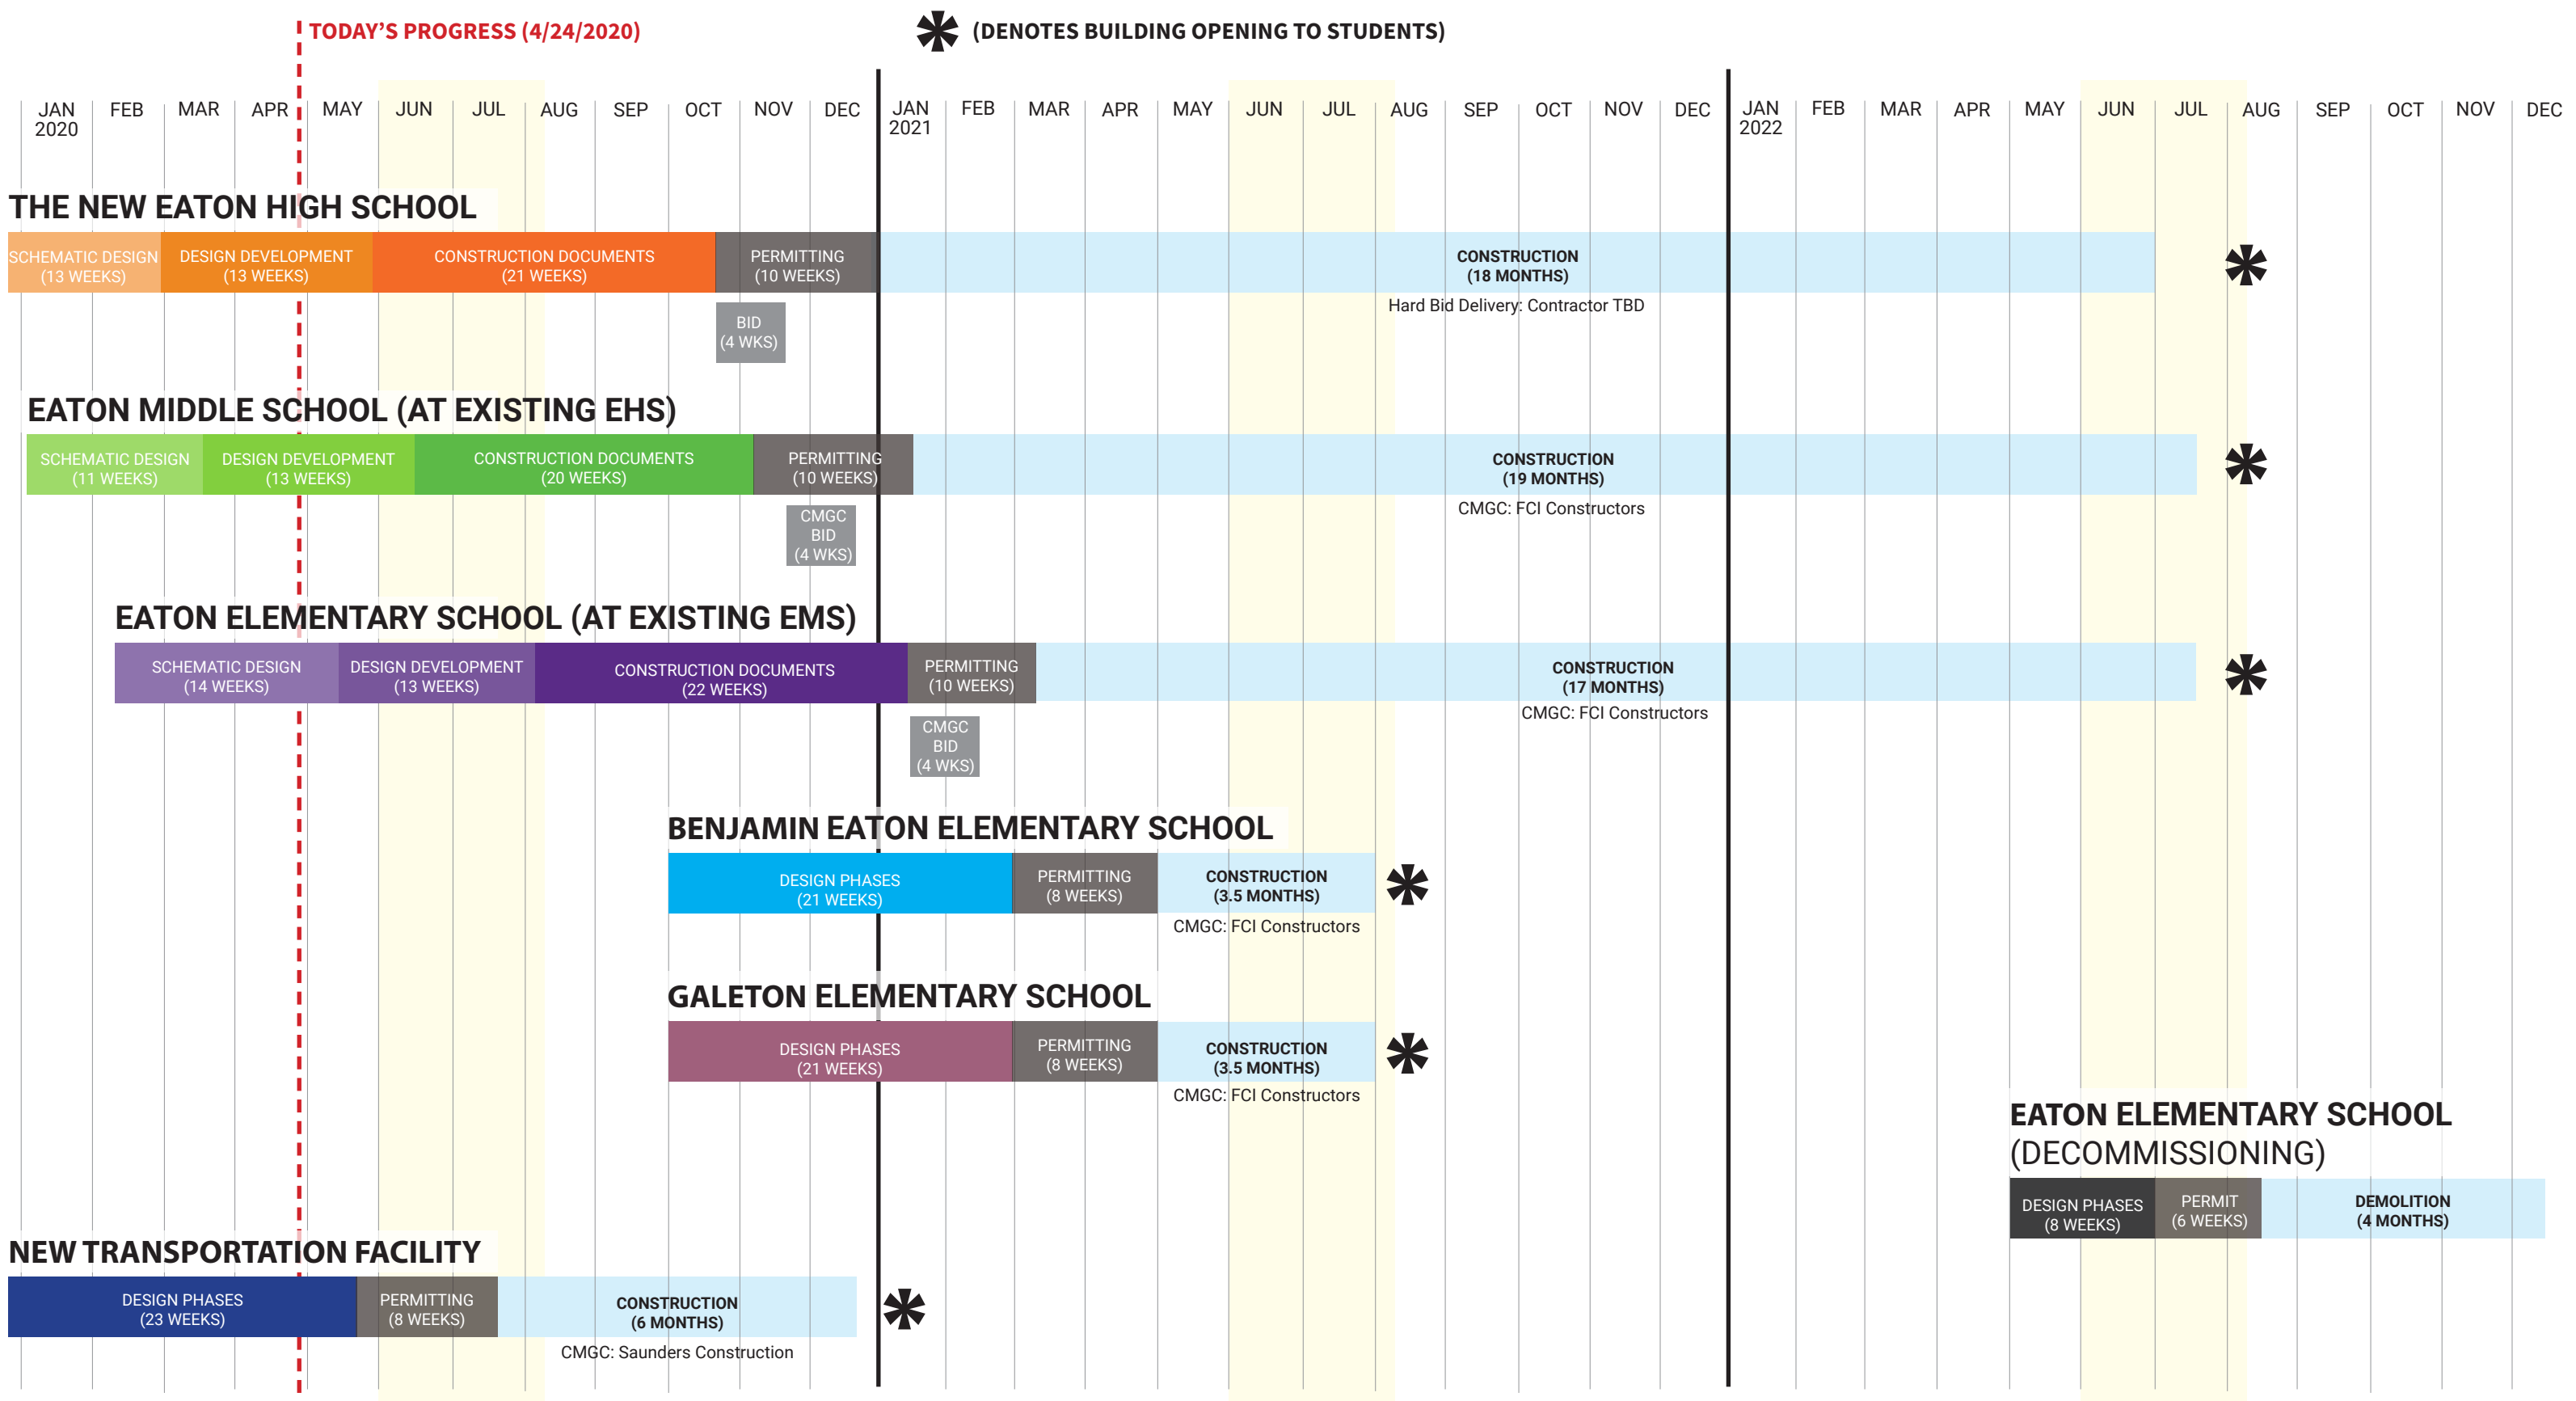 TODAY'S PROGRESS (4/24/2020)
(DENOTES BUILDING OPENING TO STUDENTS)
JAN FEB MAR APR MAY JUN JUL AUG SEP OCT NOV DEC JAN FEB MAR APR MAY JUN JUL AUG SEP OCT NOV DEC JAN FEB MAR APR MAY JUN JUL AUG SEP OCT NOV DEC
2020 2021 2022
THE NEW EATON HIGH SCHOOL
SCHEMATIC DESIGN
(13 WEEKS)
DESIGN DEVELOPMENT
(13 WEEKS)
CONSTRUCTION DOCUMENTS
(21 WEEKS)
PERMITTING
(10 WEEKS)
CONSTRUCTION
(18 MONTHS)
Hard Bid Delivery: Contractor TBD
BID
(4 WKS)
EATON MIDDLE SCHOOL (AT EXISTING EHS)
SCHEMATIC DESIGN
(11 WEEKS)
DESIGN DEVELOPMENT
(13 WEEKS)
CONSTRUCTION DOCUMENTS
(20 WEEKS)
PERMITTING
(10 WEEKS)
CONSTRUCTION
(19 MONTHS)
CMGC: FCI Constructors
CMGC
BID
(4 WKS)
EATON ELEMENTARY SCHOOL (AT EXISTING EMS)
SCHEMATIC DESIGN
(14 WEEKS)
DESIGN DEVELOPMENT
(13 WEEKS)
CONSTRUCTION DOCUMENTS
(22 WEEKS)
PERMITTING
(10 WEEKS)
CONSTRUCTION
(17 MONTHS)
CMGC: FCI Constructors
CMGC
BID
(4 WKS)
BENJAMIN EATON ELEMENTARY SCHOOL
DESIGN PHASES
(21 WEEKS)
PERMITTING
(8 WEEKS)
CONSTRUCTION
(3.5 MONTHS)
CMGC: FCI Constructors
GALETON ELEMENTARY SCHOOL
DESIGN PHASES
(21 WEEKS)
PERMITTING
(8 WEEKS)
CONSTRUCTION
(3.5 MONTHS)
CMGC: FCI Constructors
EATON ELEMENTARY SCHOOL
(DECOMMISSIONING)
DESIGN PHASES
(8 WEEKS)
PERMIT
(6 WEEKS)
DEMOLITION
(4 MONTHS)
NEW TRANSPORTATION FACILITY
DESIGN PHASES
(23 WEEKS)
PERMITTING
(8 WEEKS)
CONSTRUCTION
(6 MONTHS)
CMGC: Saunders Construction